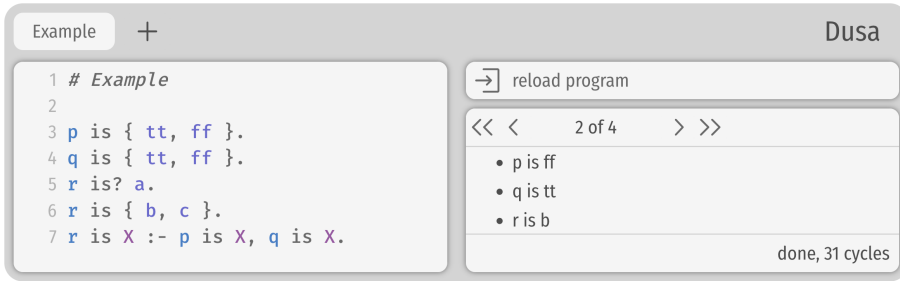 Example +
Dusa
1 # Example
2
3 p is { tt, ff }.
4 q is { tt, ff }.
5 r is? a.
6 r is { b, c }.
7 r is X :- p is X, q is X.
reload program
<< < 2 of 4 > >>
• p is ff
• q is tt
• r is b
done, 31 cycles